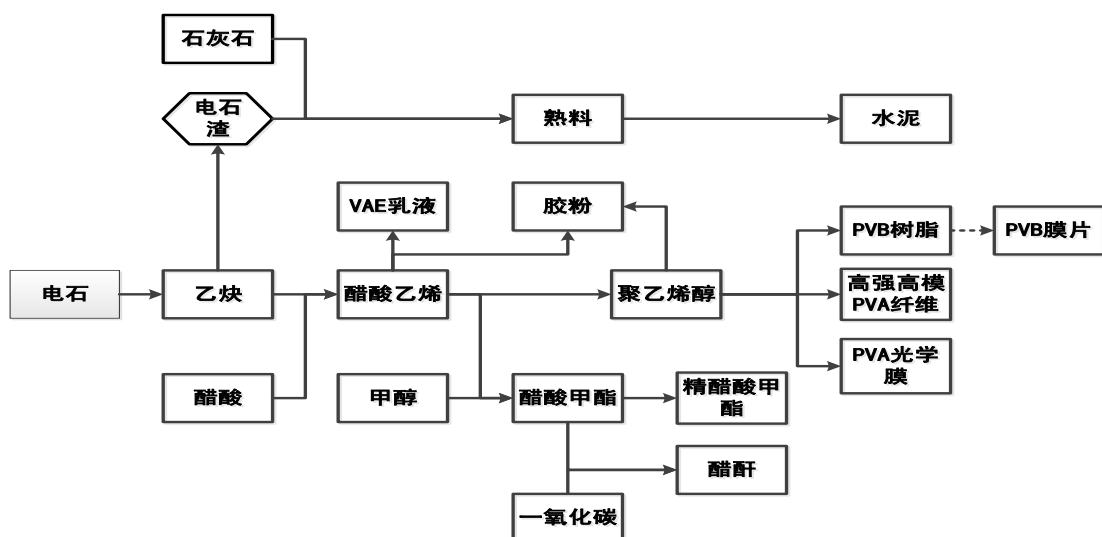 石灰石
电石
渣
熟料
水泥
VAE乳液
胶粉
PVB树脂
PVB膜片
电石
乙炔
醋酸乙烯
聚乙烯醇
高强高模
PVA纤维
PVA光学
膜
醋酸
甲醇
醋酸甲酯
精醋酸甲
酯
醋酐
一氧化碳